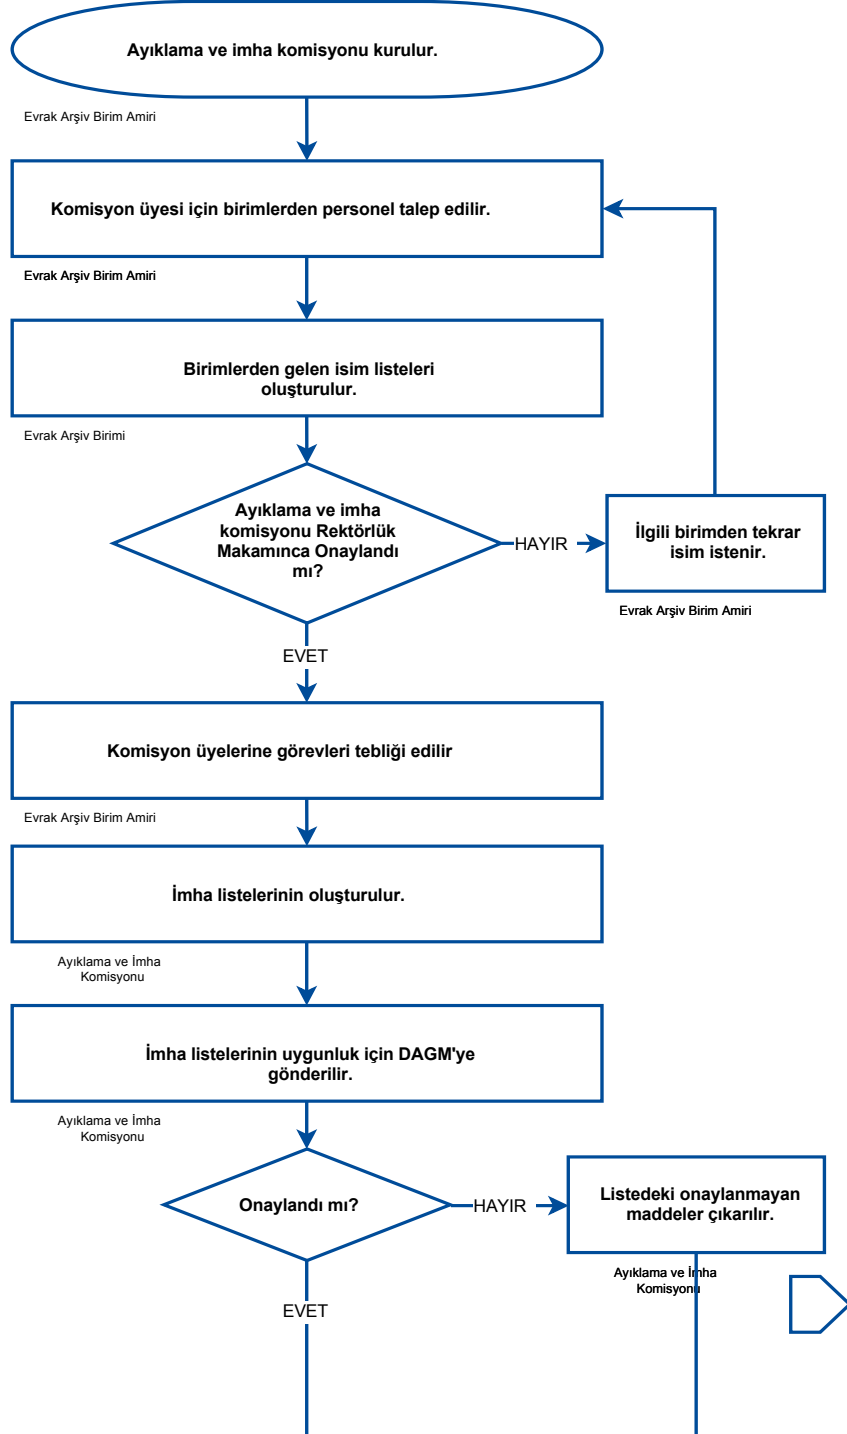 Ayıklama ve imha komisyonu kurulur.
Evrak Arşiv Birim Amiri
Komisyon üyesi için birimlerden personel talep edilir.
Evrak Arşiv Birim Amiri
Birimlerden gelen isim listeleri
oluşturulur.
Evrak Arşiv Birimi
Ayıklama ve imha
komisyonu Rektörlük
Makamınca Onaylandı
mı?
HAYIR
İlgili birimden tekrar
isim istenir.
Evrak Arşiv Birim Amiri
EVET
Komisyon üyelerine görevleri tebliği edilir
Evrak Arşiv Birim Amiri
İmha listelerinin oluşturulur.
Ayıklama ve İmha
Komisyonu
İmha listelerinin uygunluk için DAGM'ye
gönderilir.
Ayıklama ve İmha
Komisyonu
Onaylandı mı?
HAYIR
Listedeki onaylanmayan
maddeler çıkarılır.
Ayıklama ve İmha
Komisyonu
EVET